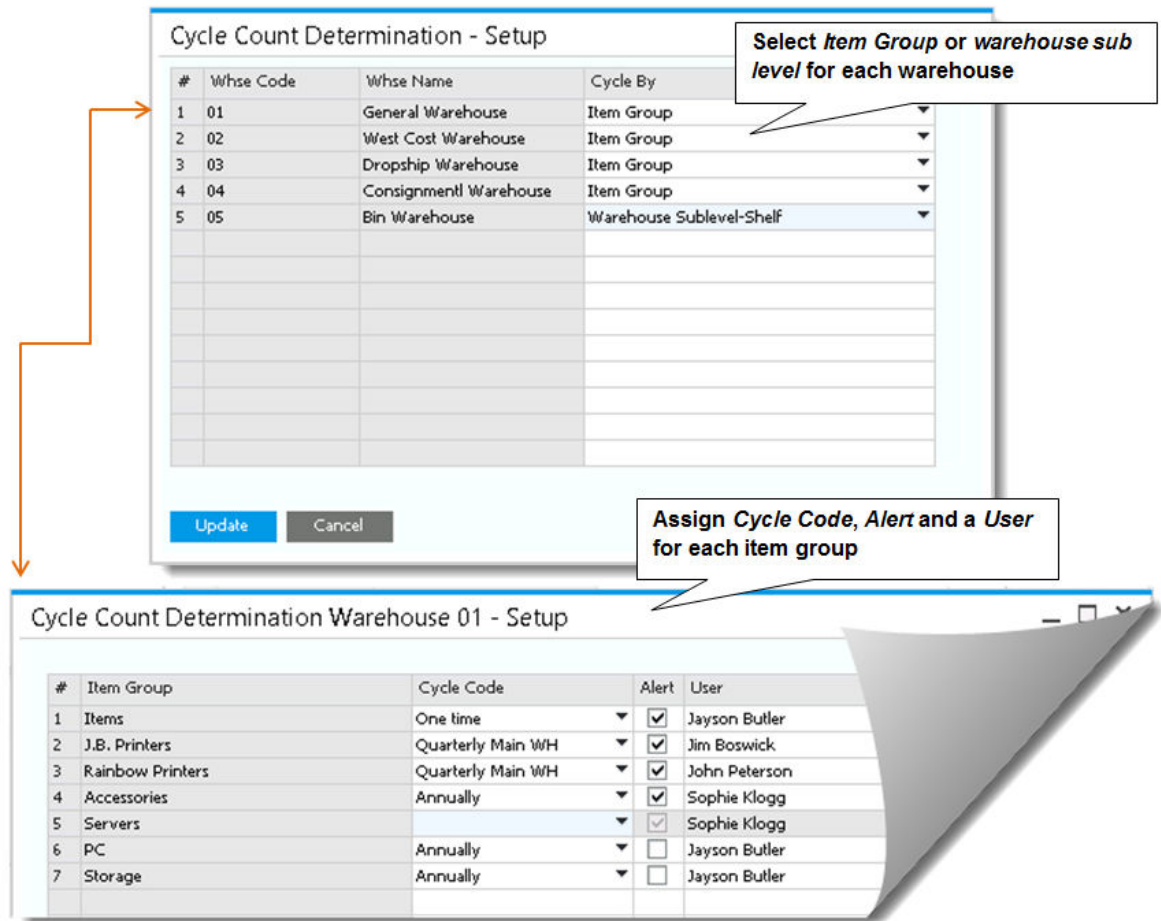 Cycle Count Determination - Setup
Select Item Group or warehouse sub
level for each warehouse
# Whse Code Whse Name Cycle By
1 01 General Warehouse Item Group
2 02 West Cost Warehouse Item Group
3 03 Dropship Warehouse Item Group
4 04 Consignmentl Warehouse Item Group
5 05 Bin Warehouse Warehouse Sublevel-Shelf
Update Cancel
Assign Cycle Code, Alert and a User
for each item group
Cycle Count Determination Warehouse 01 - Setup
# Item Group Cycle Code Alert User
1 Items One time Jayson Butler
2 J.B. Printers Quarterly Main WH Jim Boswick
3 Rainbow Printers Quarterly Main WH John Peterson
4 Accessories Annually Sophie Klogg
5 Servers Sophie Klogg
6 PC Annually Jayson Butler
7 Storage Annually Jayson Butler